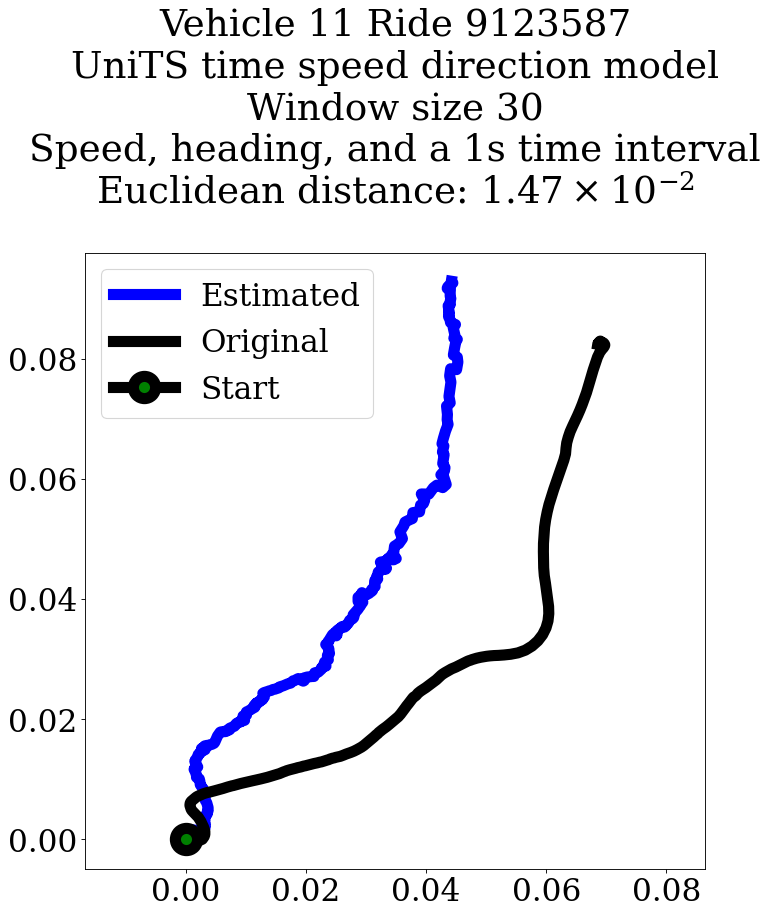 Vehicle 11 Ride 9123587
UniTS time speed direction model
Window size 30
Speed, heading, and a 1s time interval
Euclidean distance: 1.47 × 10⁻²
Estimated
Original
Start
0.08
0.06
0.04
0.02
0.00
0.00 0.02 0.04 0.06 0.08